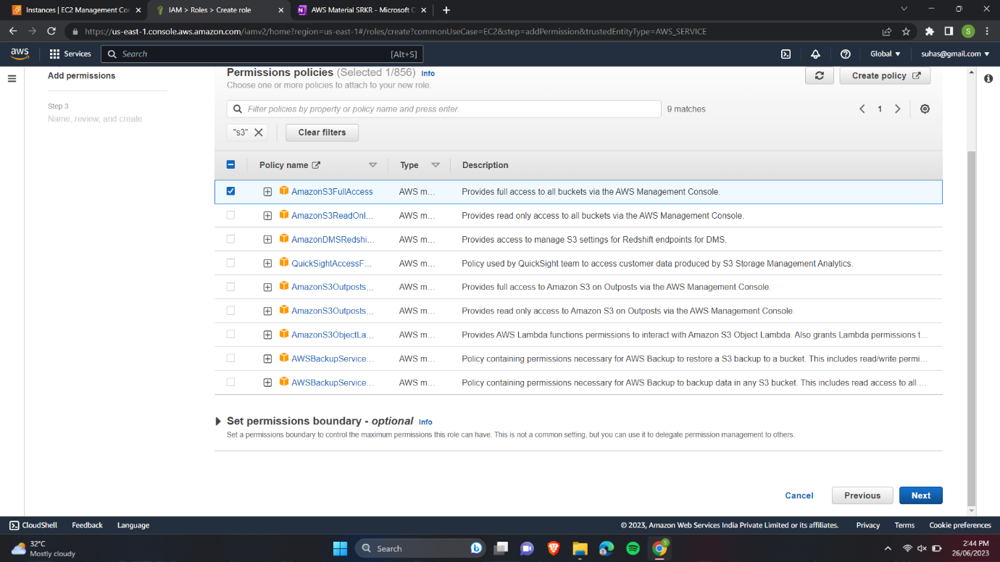 Instances | EC2 Management Cor
IAM > Roles > Create role
AWS Material SRKR - Microsoft C
https://us-east-1.console.aws.amazon.com/iamv2/home?region=us-east-1#/roles/create?commonUseCase=EC2&step=addPermission&trustedEntityType=AWS_SERVICE
S
aws
Services
Search
[Alt+S]
Global
suhas@gmail.com
Add permissions
Step 3
Name, review, and create
Permissions policies (Selected 1/856) Info
Choose one or more policies to attach to your new role.
Create policy
Filter policies by property or policy name and press enter.
9 matches
1
"s3"
Clear filters
Policy name Type Description
AmazonS3FullAccess AWS m... Provides full access to all buckets via the AWS Management Console.
AmazonS3ReadOnl... AWS m... Provides read only access to all buckets via the AWS Management Console.
AmazonDMSRedshi... AWS m... Provides access to manage S3 settings for Redshift endpoints for DMS.
QuickSightAccessF... AWS m... Policy used by QuickSight team to access customer data produced by S3 Storage Management Analytics.
AmazonS3Outposts... AWS m... Provides full access to Amazon S3 on Outposts via the AWS Management Console.
AmazonS3Outposts... AWS m... Provides read only access to Amazon S3 on Outposts via the AWS Management Console.
AmazonS3ObjectLa... AWS m... Provides AWS Lambda functions permissions to interact with Amazon S3 Object Lambda. Also grants Lambda permissions t...
AWSBackupService... AWS m... Policy containing permissions necessary for AWS Backup to restore a S3 backup to a bucket. This includes read/write permi...
AWSBackupService... AWS m... Policy containing permissions necessary for AWS Backup to backup data in any S3 bucket. This includes read access to all ...
Set permissions boundary - optional Info
Set a permissions boundary to control the maximum permissions this role can have. This is not a common setting, but you can use it to delegate permission management to others.
Cancel
Previous
Next
CloudShell
Feedback
Language
© 2023, Amazon Web Services India Private Limited or its affiliates.
Privacy
Terms
Cookie preferences
32°C
Mostly cloudy
Search
S
2:44 PM
26/06/2023